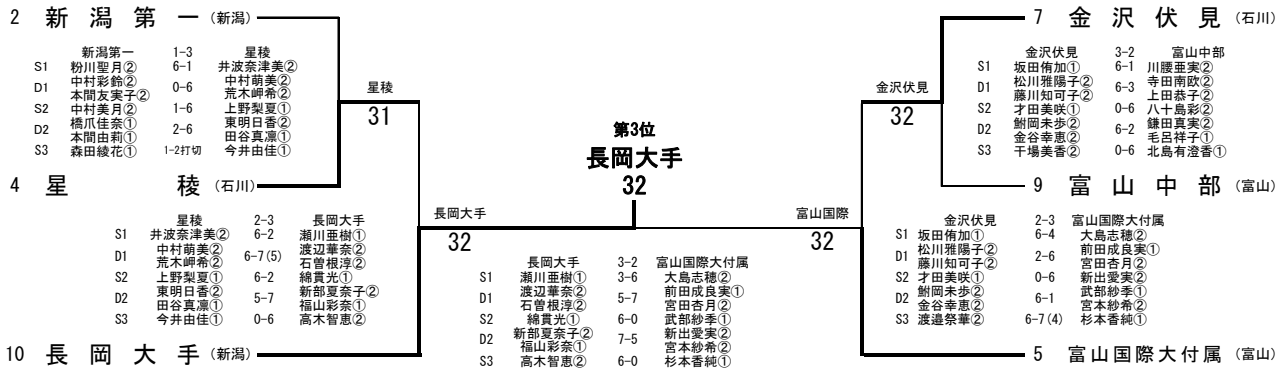 2 新潟第一 (新潟)
新潟第一 1-3 星稜
S1 粉川聖月② 6-1 井波奈津美②
D1 中村彩鈴② 本間友実子② 0-6 中村萌美② 荒木岬希②
S2 中村美月② 1-6 上野梨夏①
D2 橋爪佳奈① 本間由莉① 2-6 東明日香② 田谷真凛①
S3 森田綾花① 1-2打切 今井由佳①
星稜
31
4 星稜 (石川)
星稜 2-3 長岡大手
S1 井波奈津美② 6-2 瀬川亜樹①
D1 中村萌美② 荒木岬希② 6-7(5) 渡辺華奈② 石曽根淳②
S2 上野梨夏① 6-2 綿貫光①
D2 東明日香② 田谷真凛① 5-7 新部夏奈子② 福山彩奈①
S3 今井由佳① 0-6 高木智恵②
10 長岡大手 (新潟)
長岡大手
32
第3位
長岡大手
32
長岡大手 3-2 富山国際大付属
S1 瀬川亜樹① 3-6 大島志穂②
D1 渡辺華奈② 石曽根淳② 5-7 前田成良実① 宮田杏月②
S2 綿貫光① 6-0 武部紗季①
D2 新部夏奈子② 福山彩奈① 7-5 新出愛実② 宮本紗希②
S3 高木智恵② 6-0 杉本香純①
富山国際
32
7 金沢伏見 (石川)
金沢伏見 3-2 富山中部
S1 坂田侑加① 6-1 川腰亜実②
D1 松川雅陽子② 藤川知可子② 6-3 寺田南欧② 上田恭子②
S2 才田美咲① 0-6 八十島彩②
D2 鮒岡未歩② 金谷幸恵② 6-2 鎌田真実② 毛呂祥子①
S3 干場美香② 0-6 北島有澄香①
金沢伏見
32
9 富山中部 (富山)
金沢伏見 2-3 富山国際大付属
S1 坂田侑加① 6-4 大島志穂②
D1 松川雅陽子② 藤川知可子② 2-6 前田成良実① 宮田杏月②
S2 才田美咲① 0-6 新出愛実②
D2 鮒岡未歩② 金谷幸恵② 6-1 武部紗季① 宮本紗希②
S3 渡邉祭華② 6-7(4) 杉本香純①
5 富山国際大付属 (富山)